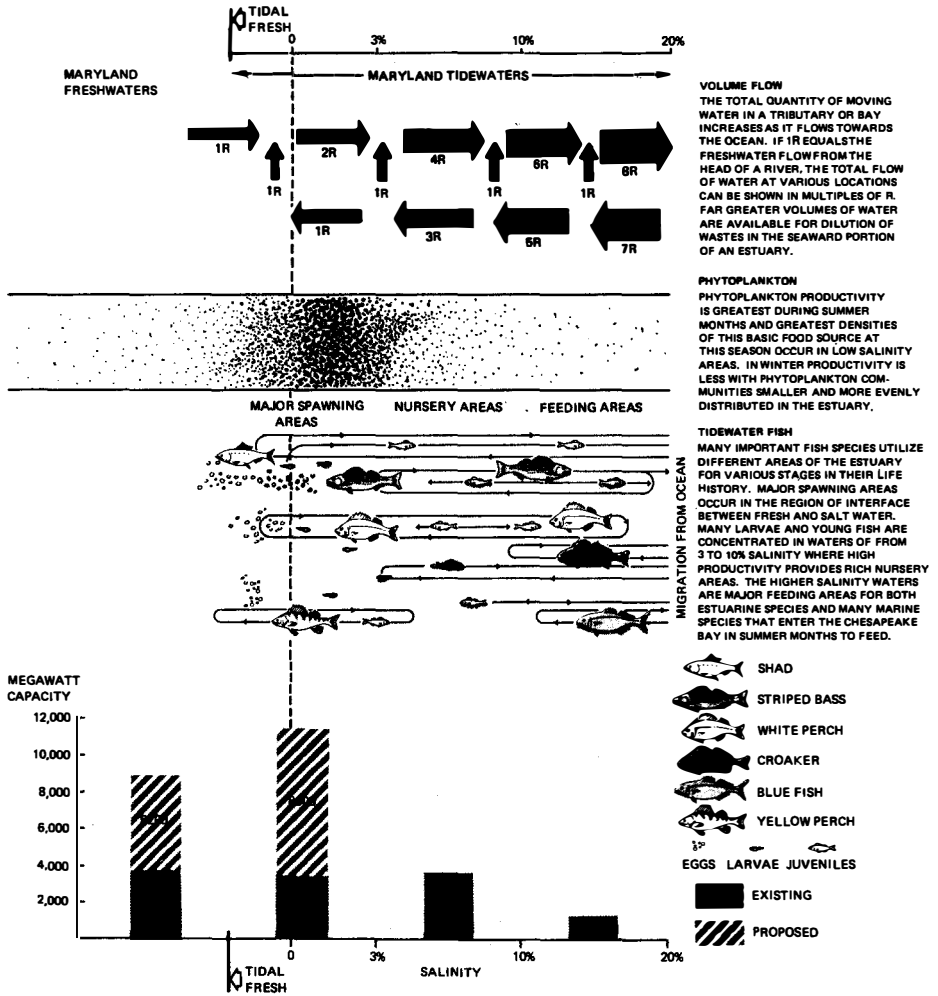 TIDAL
FRESH
0 3% 10% 20%
MARYLAND
FRESHWATERS
MARYLAND TIDEWATERS
1R 2R 4R 6R 8R
1R 1R 1R 1R
1R 3R 5R 7R
VOLUME FLOW
THE TOTAL QUANTITY OF MOVING
WATER IN A TRIBUTARY OR BAY
INCREASES AS IT FLOWS TOWARDS
THE OCEAN. IF 1R EQUALS THE
FRESHWATER FLOW FROM THE
HEAD OF A RIVER, THE TOTAL FLOW
OF WATER AT VARIOUS LOCATIONS
CAN BE SHOWN IN MULTIPLES OF R.
FAR GREATER VOLUMES OF WATER
ARE AVAILABLE FOR DILUTION OF
WASTES IN THE SEAWARD PORTION
OF AN ESTUARY.
PHYTOPLANKTON
PHYTOPLANKTON PRODUCTIVITY
IS GREATEST DURING SUMMER
MONTHS AND GREATEST DENSITIES
OF THIS BASIC FOOD SOURCE AT
THIS SEASON OCCUR IN LOW SALINITY
AREAS. IN WINTER PRODUCTIVITY IS
LESS WITH PHYTOPLANKTON COM-
MUNITIES SMALLER AND MORE EVENLY
DISTRIBUTED IN THE ESTUARY.
MAJOR SPAWNING
AREAS
NURSERY AREAS
FEEDING AREAS
MIGRATION FROM OCEAN
TIDEWATER FISH
MANY IMPORTANT FISH SPECIES UTILIZE
DIFFERENT AREAS OF THE ESTUARY
FOR VARIOUS STAGES IN THEIR LIFE
HISTORY. MAJOR SPAWNING AREAS
OCCUR IN THE REGION OF INTERFACE
BETWEEN FRESH AND SALT WATER.
MANY LARVAE AND YOUNG FISH ARE
CONCENTRATED IN WATERS OF FROM
3 TO 10% SALINITY WHERE HIGH
PRODUCTIVITY PROVIDES RICH NURSERY
AREAS. THE HIGHER SALINITY WATERS
ARE MAJOR FEEDING AREAS FOR BOTH
ESTUARINE SPECIES AND MANY MARINE
SPECIES THAT ENTER THE CHESAPEAKE
BAY IN SUMMER MONTHS TO FEED.
SHAD
STRIPED BASS
WHITE PERCH
CROAKER
BLUE FISH
YELLOW PERCH
EGGS LARVAE JUVENILES
EXISTING
PROPOSED
MEGAWATT
CAPACITY
12,000
10,000
8,000
6,000
4,000
2,000
0 3% 10% 20%
SALINITY
TIDAL
FRESH